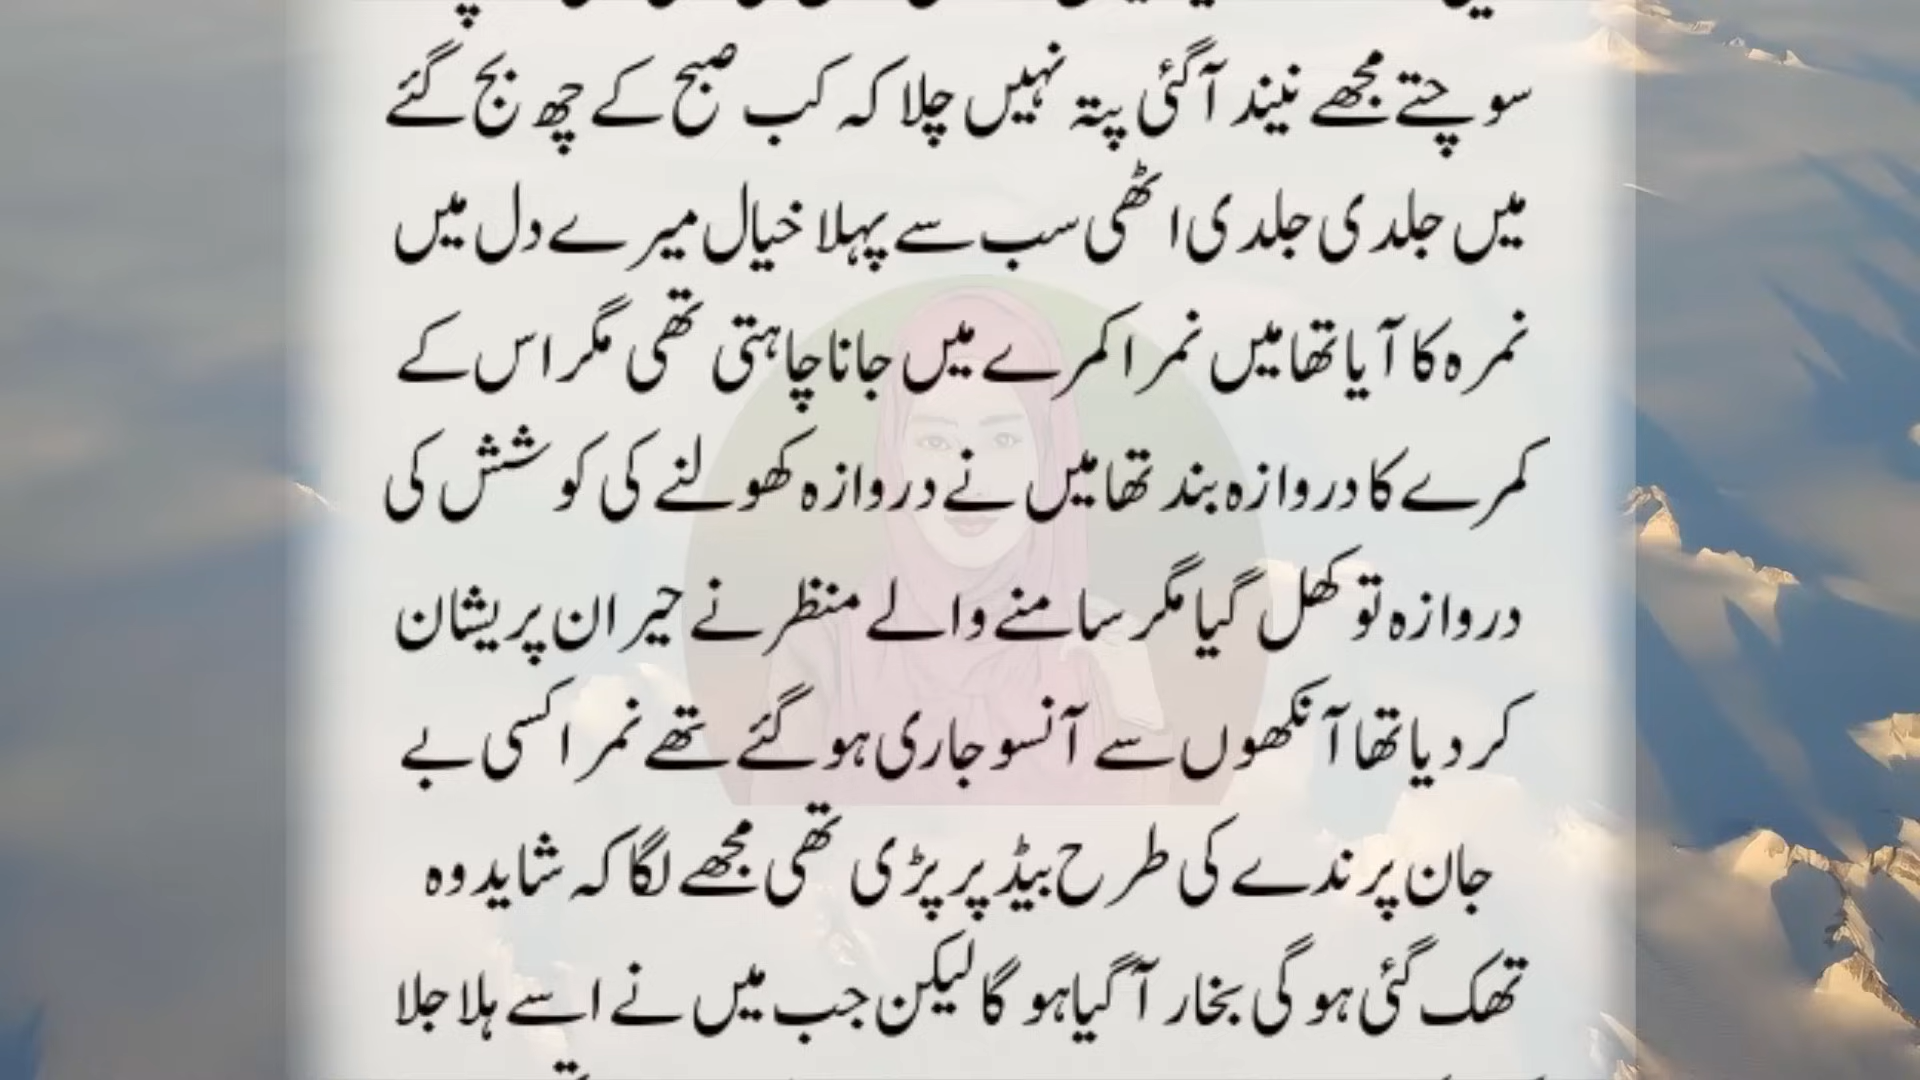 سوچتے مجھے نیند آگئی پتہ نہیں چلا کہ کب صبح کے چھ بج گئے
میں جلدی جلدی اٹھی سب سے پہلا خیال میرے دل میں
نمرہ کا آیا تھا میں نمرا کمرے میں جانا چاہتی تھی مگر اس کے
کمرے کا دروازہ بند تھا میں نے دروازہ کھولنے کی کوشش کی
دروازہ تو کھل گیا مگر سامنے والے منظر نے حیران پریشان
کر دیا تھا آنکھوں سے آنسو جاری ہو گئے تھے نمرا کسی بے
جان پرندے کی طرح بیڈ پر پڑی تھی مجھے لگا کہ شاید وہ
تھک گئی ہو گی بخار آگیا ہو گا لیکن جب میں نے اسے ہلا جلا